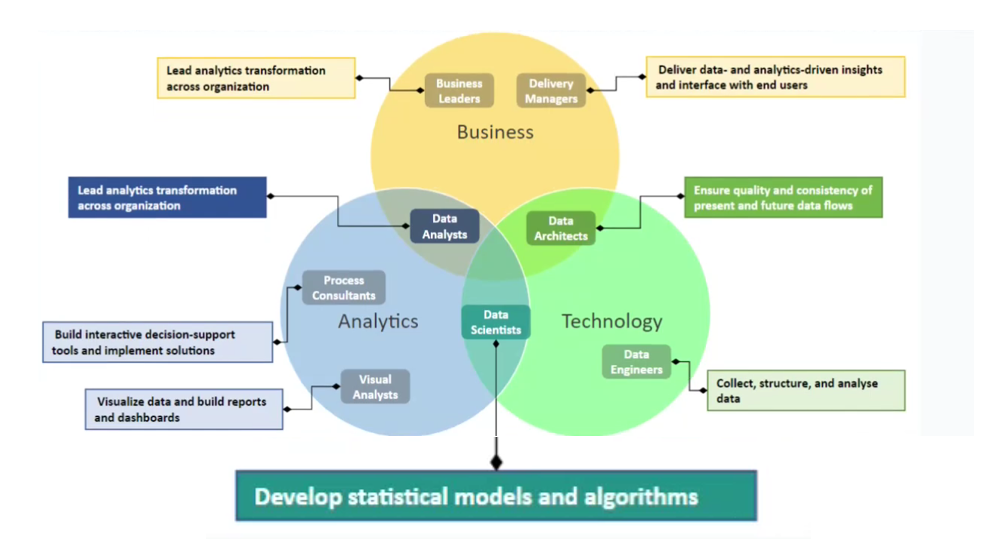 Lead analytics transformation
across organization
Business
Leaders
Delivery
Managers
Deliver data- and analytics-driven insights
and interface with end users
Business
Lead analytics transformation
across organization
Data
Analysts
Data
Architects
Ensure quality and consistency of
present and future data flows
Process
Consultants
Analytics
Data
Scientists
Technology
Build interactive decision-support
tools and implement solutions
Data
Engineers
Visual
Analysts
Visualize data and build reports
and dashboards
Collect, structure, and analyse
data
Develop statistical models and algorithms